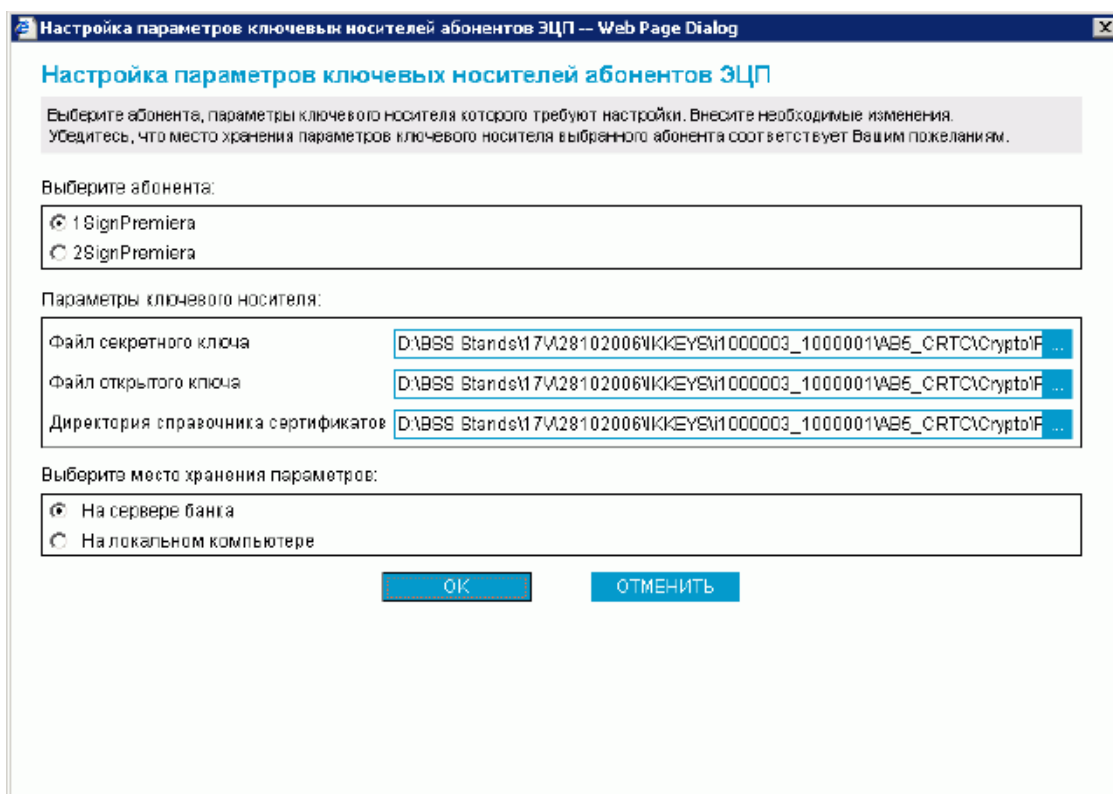 Настройка параметров ключевых носителей абонентов ЭЦП -- Web Page Dialog
Настройка параметров ключевых носителей абонентов ЭЦП
Выберите абонента, параметры ключевого носителя которого требуют настройки. Внесите необходимые изменения.
Убедитесь, что место хранения параметров ключевого носителя выбранного абонента соответствует Вашим пожеланиям.
Выберите абонента:
1SignPremiera
2SignPremiera
Параметры ключевого носителя:
Файл секретного ключа D:\BSS Stands\17\V\28102006\IKKEYS\i1000003_1000001\AB5_CRTC\Crypto\F ...
Файл открытого ключа D:\BSS Stands\17\V\28102006\IKKEYS\i1000003_1000001\AB5_CRTC\Crypto\F ...
Директория справочника сертификатов D:\BSS Stands\17\V\28102006\IKKEYS\i1000003_1000001\AB5_CRTC\Crypto\F ...
Выберите место хранения параметров:
На сервере банка
На локальном компьютере
ОК ОТМЕНИТЬ